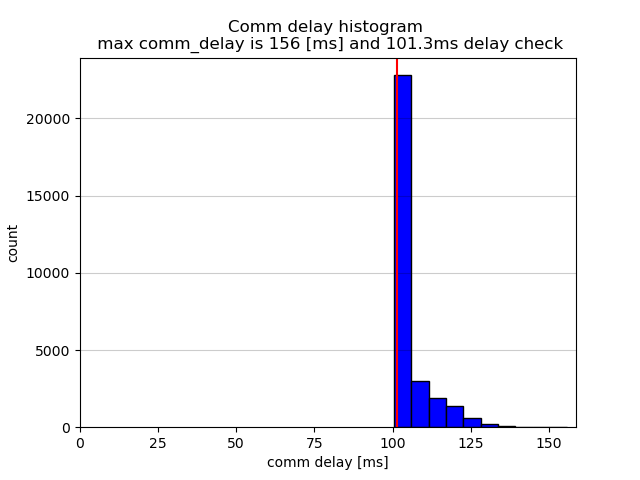 Comm delay histogram
max comm_delay is 156 [ms] and 101.3ms delay check
20000
15000
10000
5000
0
count
0 25 50 75 100 125 150
comm delay [ms]